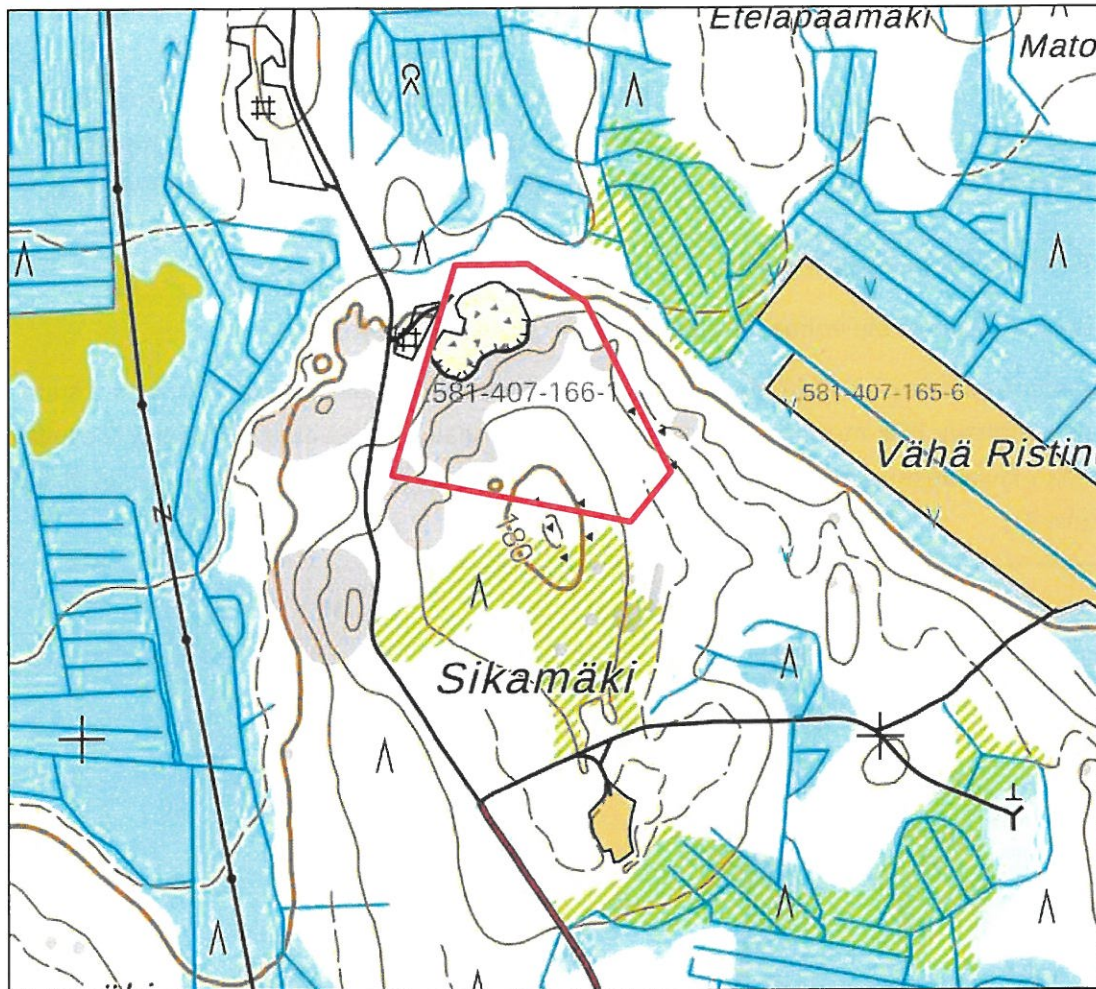 Eteläpäämäki
Mato
581-407-166-1
581-407-165-6
Vähä Ristin
180
Sikamäki